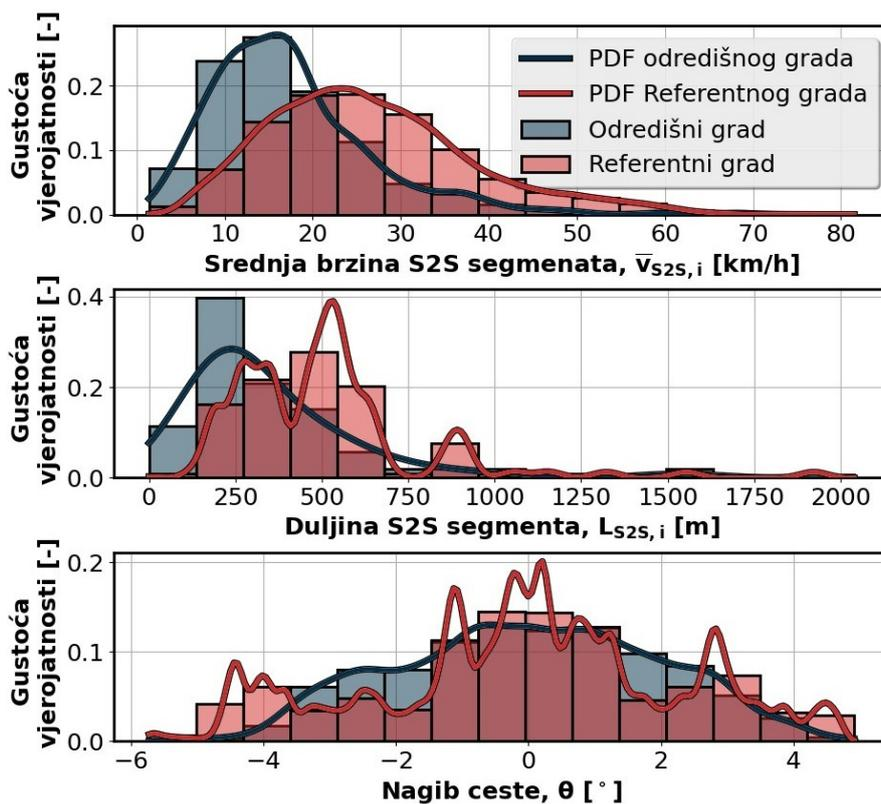 Gustoća
vjerojatnosti [-]
0.2
0.1
0.0
PDF odredišnog grada
PDF Referentnog grada
Odredišni grad
Referentni grad
0 10 20 30 40 50 60 70 80
Srednja brzina S2S segmenata, v̅S2S, i [km/h]
Gustoća
vjerojatnosti [-]
0.4
0.2
0.0
0 250 500 750 1000 1250 1500 1750 2000
Duljina S2S segmenta, LS2S, i [m]
Gustoća
vjerojatnosti [-]
0.2
0.1
0.0
−6 −4 −2 0 2 4
Nagib ceste, θ [°]